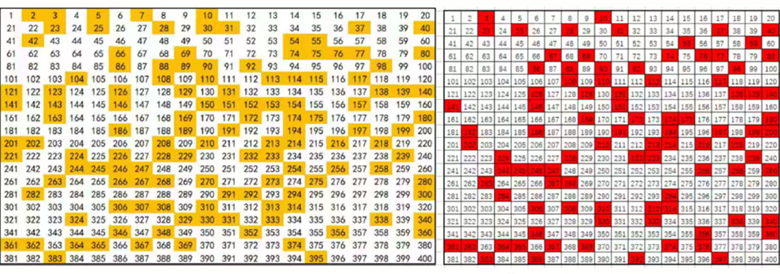 1 2 3 4 5 6 7 8 9 10 11 12 13 14 15 16 17 18 19 20
21 22 23 24 25 26 27 28 29 30 31 32 33 34 35 36 37 38 39 40
41 42 43 44 45 46 47 48 49 50 51 52 53 54 55 56 57 58 59 60
61 62 63 64 65 66 67 68 69 70 71 72 73 74 75 76 77 78 79 80
81 82 83 84 85 86 87 88 89 90 91 92 93 94 95 96 97 98 99 100
101 102 103 104 105 106 107 108 109 110 111 112 113 114 115 116 117 118 119 120
121 122 123 124 125 126 127 128 129 130 131 132 133 134 135 136 137 138 139 140
141 142 143 144 145 146 147 148 149 150 151 152 153 154 155 156 157 158 159 160
161 162 163 164 165 166 167 168 169 170 171 172 173 174 175 176 177 178 179 180
181 182 183 184 185 186 187 188 189 190 191 192 193 194 195 196 197 198 199 200
201 202 203 204 205 206 207 208 209 210 211 212 213 214 215 216 217 218 219 220
221 222 223 224 225 226 227 228 229 230 231 232 233 234 235 236 237 238 239 240
241 242 243 244 245 246 247 248 249 250 251 252 253 254 255 256 257 258 259 260
261 262 263 264 265 266 267 268 269 270 271 272 273 274 275 276 277 278 279 280
281 282 283 284 285 286 287 288 289 290 291 292 293 294 295 296 297 298 299 300
301 302 303 304 305 306 307 308 309 310 311 312 313 314 315 316 317 318 319 320
321 322 323 324 325 326 327 328 329 330 331 332 333 334 335 336 337 338 339 340
341 342 343 344 345 346 347 348 349 350 351 352 353 354 355 356 357 358 359 360
361 362 363 364 365 366 367 368 369 370 371 372 373 374 375 376 377 378 379 380
381 382 383 384 385 386 387 388 389 390 391 392 393 394 395 396 397 398 399 400
1 2 3 4 5 6 7 8 9 10 11 12 13 14 15 16 17 18 19 20
21 22 23 24 25 26 27 28 29 30 31 32 33 34 35 36 37 38 39 40
41 42 43 44 45 46 47 48 49 50 51 52 53 54 55 56 57 58 59 60
61 62 63 64 65 66 67 68 69 70 71 72 73 74 75 76 77 78 79 80
81 82 83 84 85 86 87 88 89 90 91 92 93 94 95 96 97 98 99 100
101 102 103 104 105 106 107 108 109 110 111 112 113 114 115 116 117 118 119 120
121 122 123 124 125 126 127 128 129 130 131 132 133 134 135 136 137 138 139 140
141 142 143 144 145 146 147 148 149 150 151 152 153 154 155 156 157 158 159 160
161 162 163 164 165 166 167 168 169 170 171 172 173 174 175 176 177 178 179 180
181 182 183 184 185 186 187 188 189 190 191 192 193 194 195 196 197 198 199 200
201 202 203 204 205 206 207 208 209 210 211 212 213 214 215 216 217 218 219 220
221 222 223 224 225 226 227 228 229 230 231 232 233 234 235 236 237 238 239 240
241 242 243 244 245 246 247 248 249 250 251 252 253 254 255 256 257 258 259 260
261 262 263 264 265 266 267 268 269 270 271 272 273 274 275 276 277 278 279 280
281 282 283 284 285 286 287 288 289 290 291 292 293 294 295 296 297 298 299 300
301 302 303 304 305 306 307 308 309 310 311 312 313 314 315 316 317 318 319 320
321 322 323 324 325 326 327 328 329 330 331 332 333 334 335 336 337 338 339 340
341 342 343 344 345 346 347 348 349 350 351 352 353 354 355 356 357 358 359 360
361 362 363 364 365 366 367 368 369 370 371 372 373 374 375 376 377 378 379 380
381 382 383 384 385 386 387 388 389 390 391 392 393 394 395 396 397 398 399 400